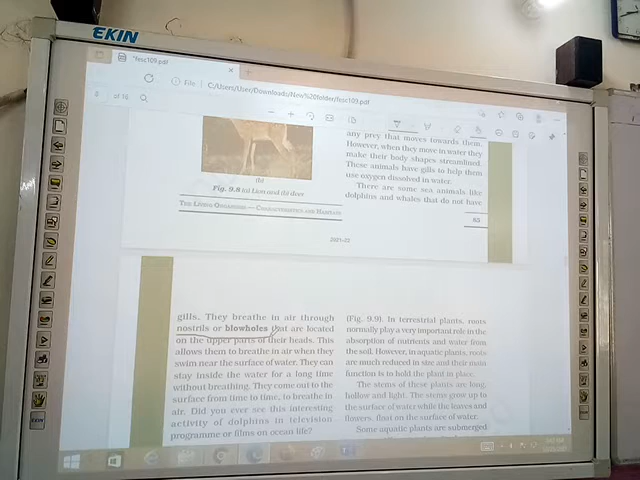 EKIN
File
C:/Users/User/Downloads/New%20folder/fesc109.pdf
of 16
(b)
Fig. 9.8 (a) Lion and (b) deer
THE LIVING ORGANISMS — CHARACTERISTICS AND HABITATS
any prey that moves towards them.
However, when they move in water they
make their body shapes streamlined.
These animals have gills to help them
use oxygen dissolved in water.
There are some sea animals like
dolphins and whales that do not have
85
2021-22
gills. They breathe in air through
nostrils or blowholes that are located
on the upper parts of their heads. This
allows them to breathe in air when they
swim near the surface of water. They can
stay inside the water for a long time
without breathing. They come out to the
surface from time to time, to breathe in
air. Did you ever see this interesting
activity of dolphins in television
programme or films on ocean life?
(Fig. 9.9). In terrestrial plants, roots
normally play a very important role in the
absorption of nutrients and water from
the soil. However, in aquatic plants, roots
are much reduced in size and their main
function is to hold the plant in place.
The stems of these plants are long,
hollow and light. The stems grow up to
the surface of water while the leaves and
flowers, float on the surface of water.
Some aquatic plants are submerged
EKIN